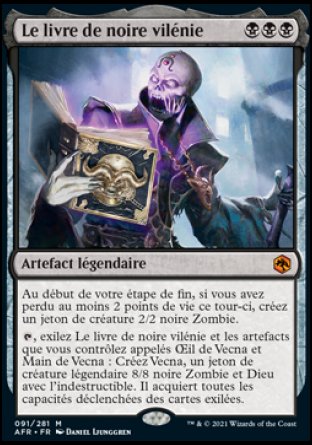 Le livre de noire vilénie
Artefact légendaire
Au début de votre étape de fin, si vous avez
perdu au moins 2 points de vie ce tour-ci, créez
un jeton de créature 2/2 noire Zombie.
, exilez Le livre de noire vilénie et les artefacts
que vous contrôlez appelés Œil de Vecna et
Main de Vecna : Créez Vecna, un jeton de
créature légendaire 8/8 noire Zombie et Dieu
avec l'indestructible. Il acquiert toutes les
capacités déclenchées des cartes exilées.
091/281 M
AFR • FR Daniel Ljunggren
™ & © 2021 Wizards of the Coast